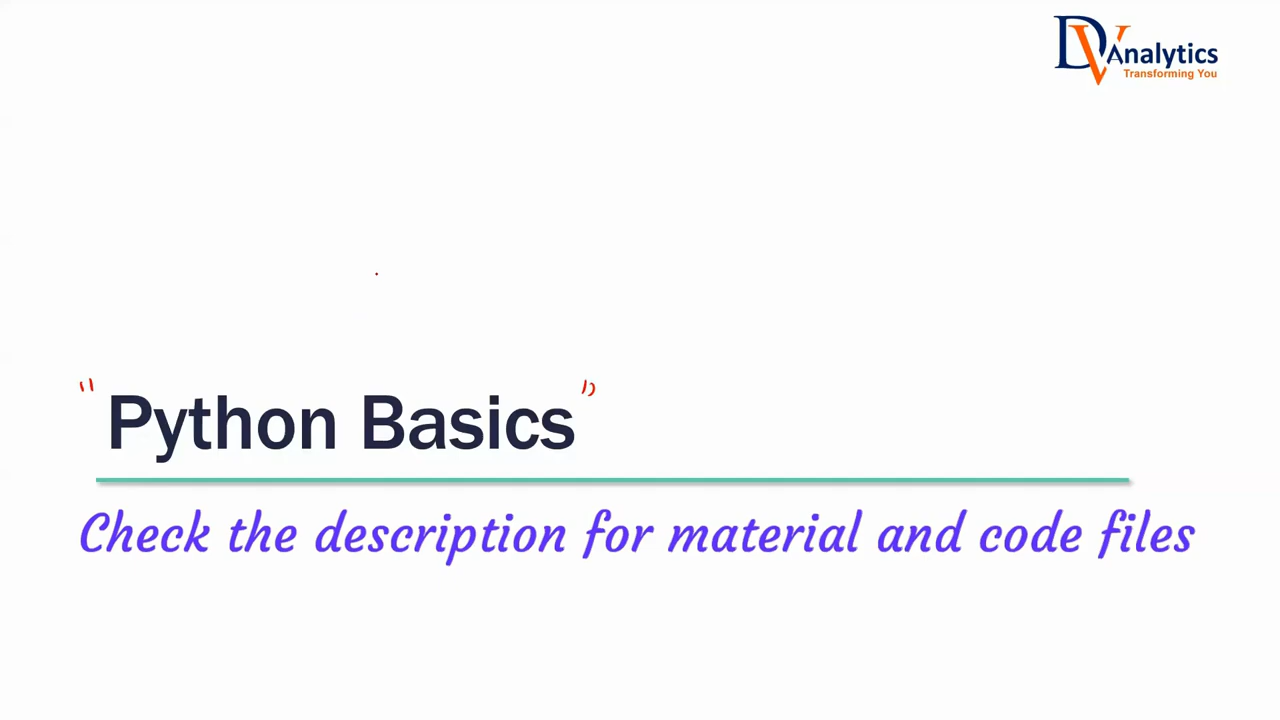 DV Analytics
Transforming You
"Python Basics"
Check the description for material and code files